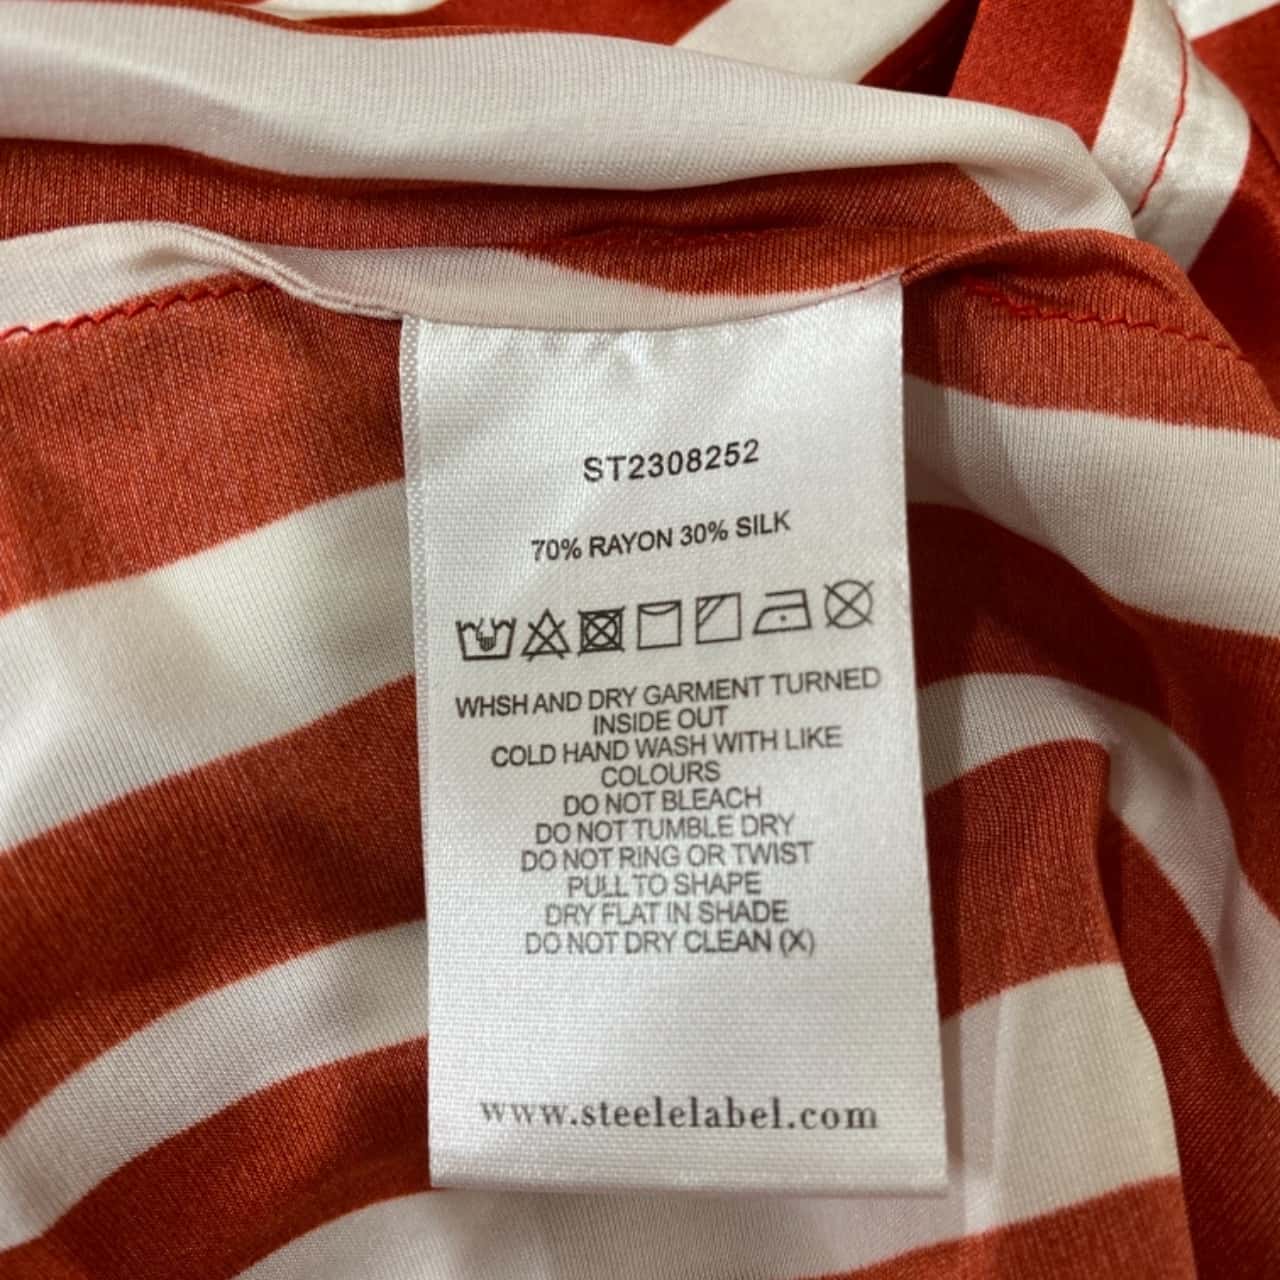 ST2308252
70% RAYON 30% SILK
WHSH AND DRY GARMENT TURNED
INSIDE OUT
COLD HAND WASH WITH LIKE
COLOURS
DO NOT BLEACH
DO NOT TUMBLE DRY
DO NOT RING OR TWIST
PULL TO SHAPE
DRY FLAT IN SHADE
DO NOT DRY CLEAN (X)
www.steelelabel.com